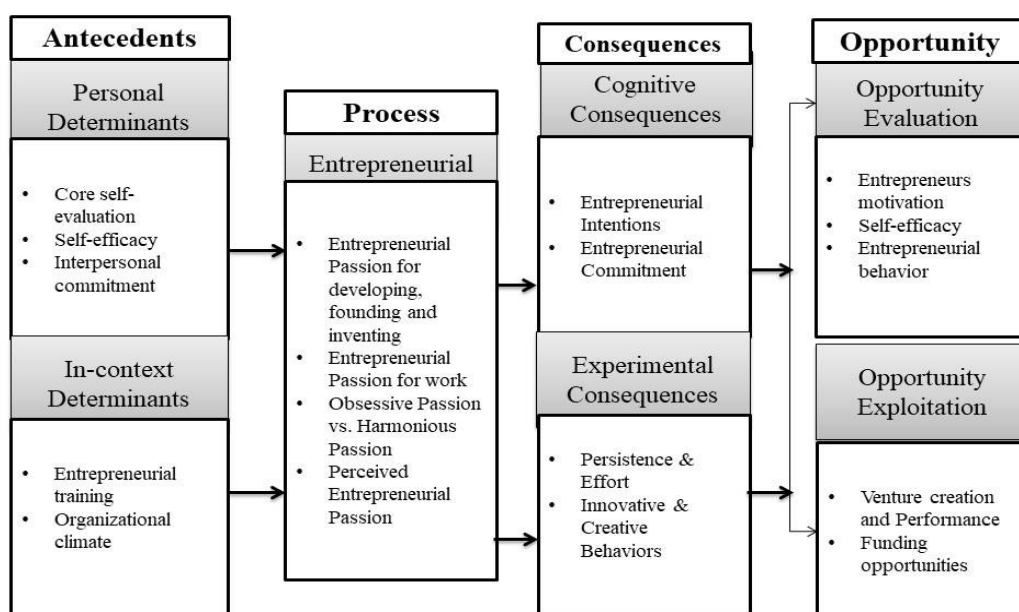 Antecedents
Personal
Determinants
• Core self-
evaluation
• Self-efficacy
• Interpersonal
commitment
In-context
Determinants
• Entrepreneurial
training
• Organizational
climate
Process
Entrepreneurial
• Entrepreneurial
Passion for
developing,
founding and
inventing
• Entrepreneurial
Passion for work
• Obsessive Passion
vs. Harmonious
Passion
• Perceived
Entrepreneurial
Passion
Consequences
Cognitive
Consequences
• Entrepreneurial
Intentions
• Entrepreneurial
Commitment
Experimental
Consequences
• Persistence &
Effort
• Innovative &
Creative
Behaviors
Opportunity
Opportunity
Evaluation
• Entrepreneurs
motivation
• Self-efficacy
• Entrepreneurial
behavior
Opportunity
Exploitation
• Venture creation
and Performance
• Funding
opportunities